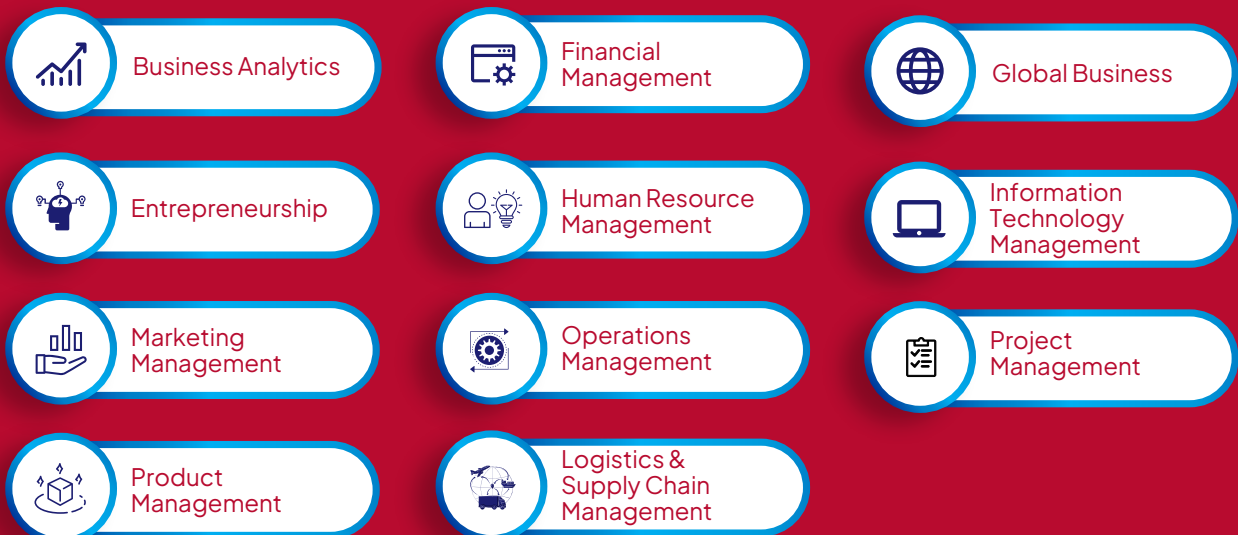 Business Analytics
Financial
Management
Global Business
Entrepreneurship
Human Resource
Management
Information
Technology
Management
Marketing
Management
Operations
Management
Project
Management
Product
Management
Logistics &
Supply Chain
Management